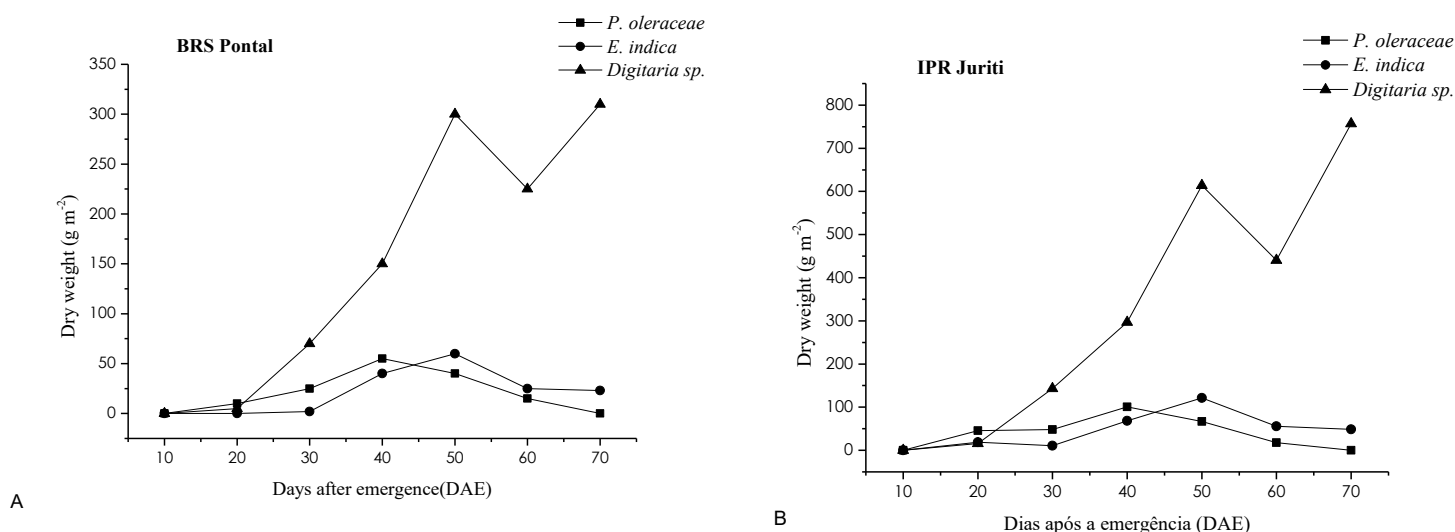 BRS Pontal
P. oleraceae
E. indica
Digitaria sp.
350
300
250
200
150
100
50
0
Dry weight (g m-2)
10 20 30 40 50 60 70
Days after emergence(DAE)
A
IPR Juriti
P. oleraceae
E. indica
Digitaria sp.
800
700
600
500
400
300
200
100
0
Dry weight (g m-2)
10 20 30 40 50 60 70
Dias após a emergência (DAE)
B